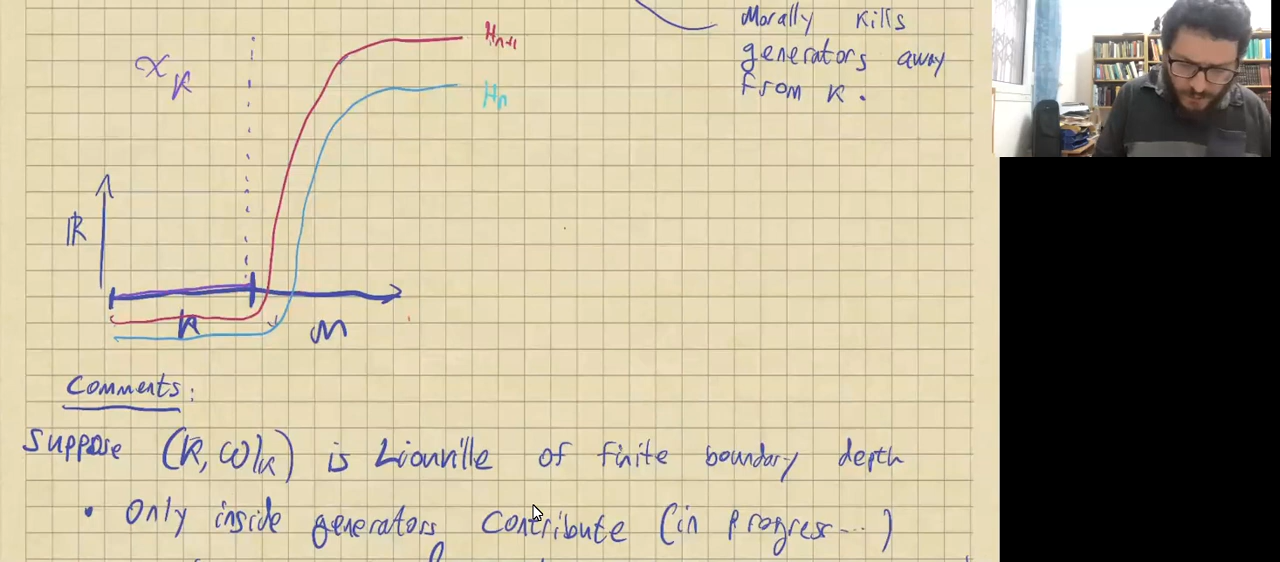 Morally kills
generators away
from K.
H_{n+1}
χ_K
H_n
ℝ
K
M
Comments:
Suppose (K, ω|_K) is Liouville of finite boundary depth
• Only inside generators contribute (in progress...)